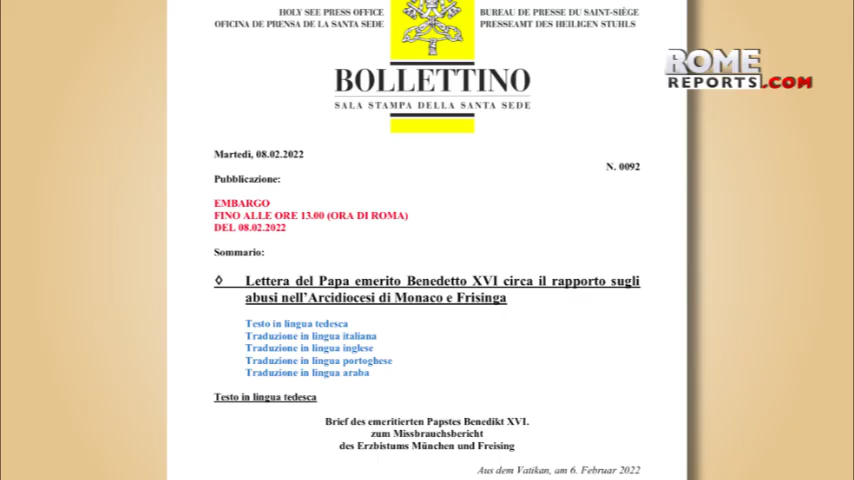 HOLY SEE PRESS OFFICE
OFICINA DE PRENSA DE LA SANTA SEDE
BUREAU DE PRESSE DU SAINT-SIÈGE
PRESSEAMT DES HEILIGEN STUHLS
ROME
REPORTS.COM
BOLLETTINO
SALA STAMPA DELLA SANTA SEDE
Martedì, 08.02.2022
N. 0092
Pubblicazione:
EMBARGO
FINO ALLE ORE 13.00 (ORA DI ROMA)
DEL 08.02.2022
Sommario:
◊ Lettera del Papa emerito Benedetto XVI circa il rapporto sugli
abusi nell'Arcidiocesi di Monaco e Frisinga
Testo in lingua tedesca
Traduzione in lingua italiana
Traduzione in lingua inglese
Traduzione in lingua portoghese
Traduzione in lingua araba
Testo in lingua tedesca
Brief des emeritierten Papstes Benedikt XVI.
zum Missbrauchsbericht
des Erzbistums München und Freising
Aus dem Vatikan, am 6. Februar 2022